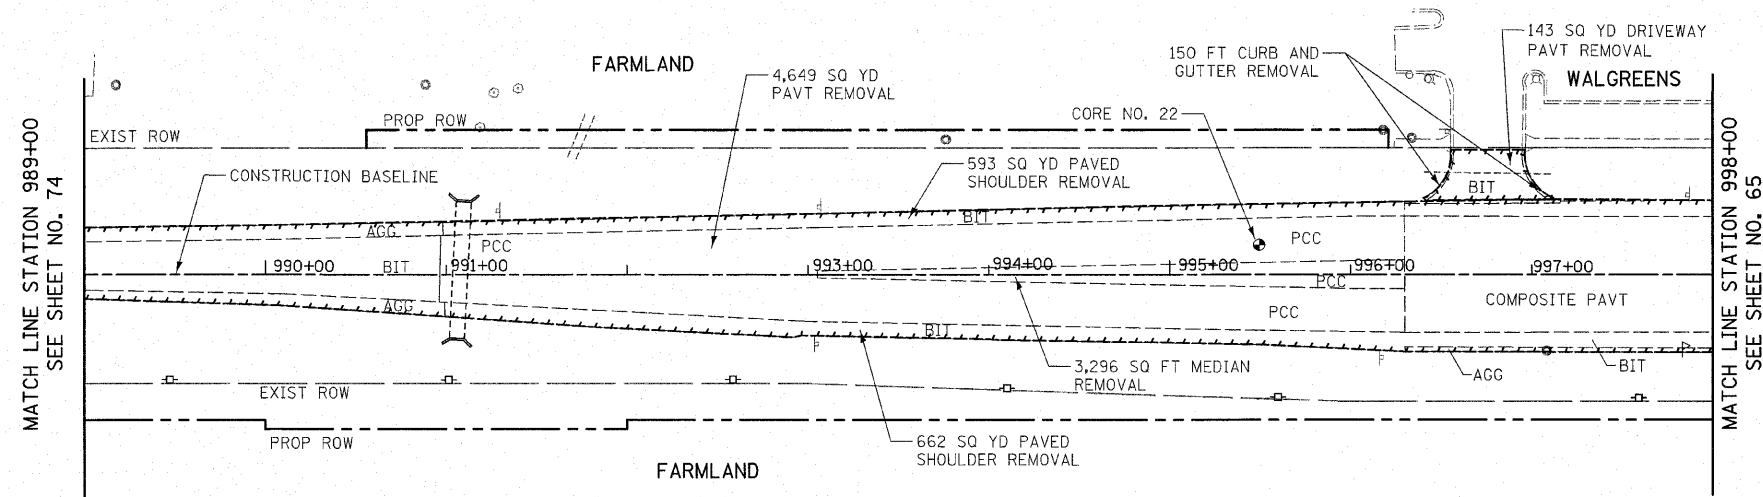 143 SQ YD DRIVEWAY
PAVT REMOVAL
150 FT CURB AND
GUTTER REMOVAL
WALGREENS
FARMLAND
4,649 SQ YD
PAVT REMOVAL
CORE NO. 22
PROP ROW
EXIST ROW
593 SQ YD PAVED
SHOULDER REMOVAL
CONSTRUCTION BASELINE
BIT
BIT
AGG
PCC
PCC
990+00
BIT
991+00
993+00
994+00
995+00
996+00
997+00
PCC
COMPOSITE PAVT
AGG
PCC
BIT
3,296 SQ FT MEDIAN
REMOVAL
BIT
AGG
EXIST ROW
662 SQ YD PAVED
SHOULDER REMOVAL
PROP ROW
FARMLAND
MATCH LINE STATION 989+00
SEE SHEET NO. 74
MATCH LINE STATION 998+00
SEE SHEET NO. 65